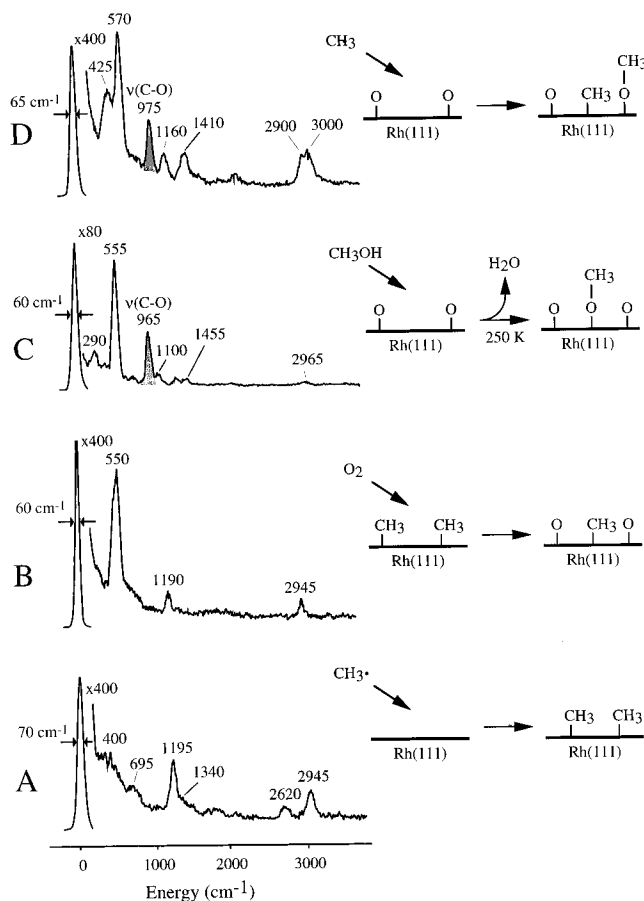 570
x400
425
ν(C-O)
975
65 cm⁻¹
1160
1410
2900
3000
D
CH3
O O
Rh(111)
CH3
O CH3 O
Rh(111)
x80
555
60 cm⁻¹
ν(C-O)
965
290
1100
1455
2965
C
CH3OH
O O
Rh(111)
H2O
250 K
CH3
O O O
Rh(111)
x400
550
60 cm⁻¹
1190
2945
B
O2
CH3 CH3
Rh(111)
O CH3 O
Rh(111)
x400
70 cm⁻¹
400
695
1195
1340
2620
2945
A
CH3•
Rh(111)
CH3 CH3
Rh(111)
0 1000 2000 3000
Energy (cm⁻¹)